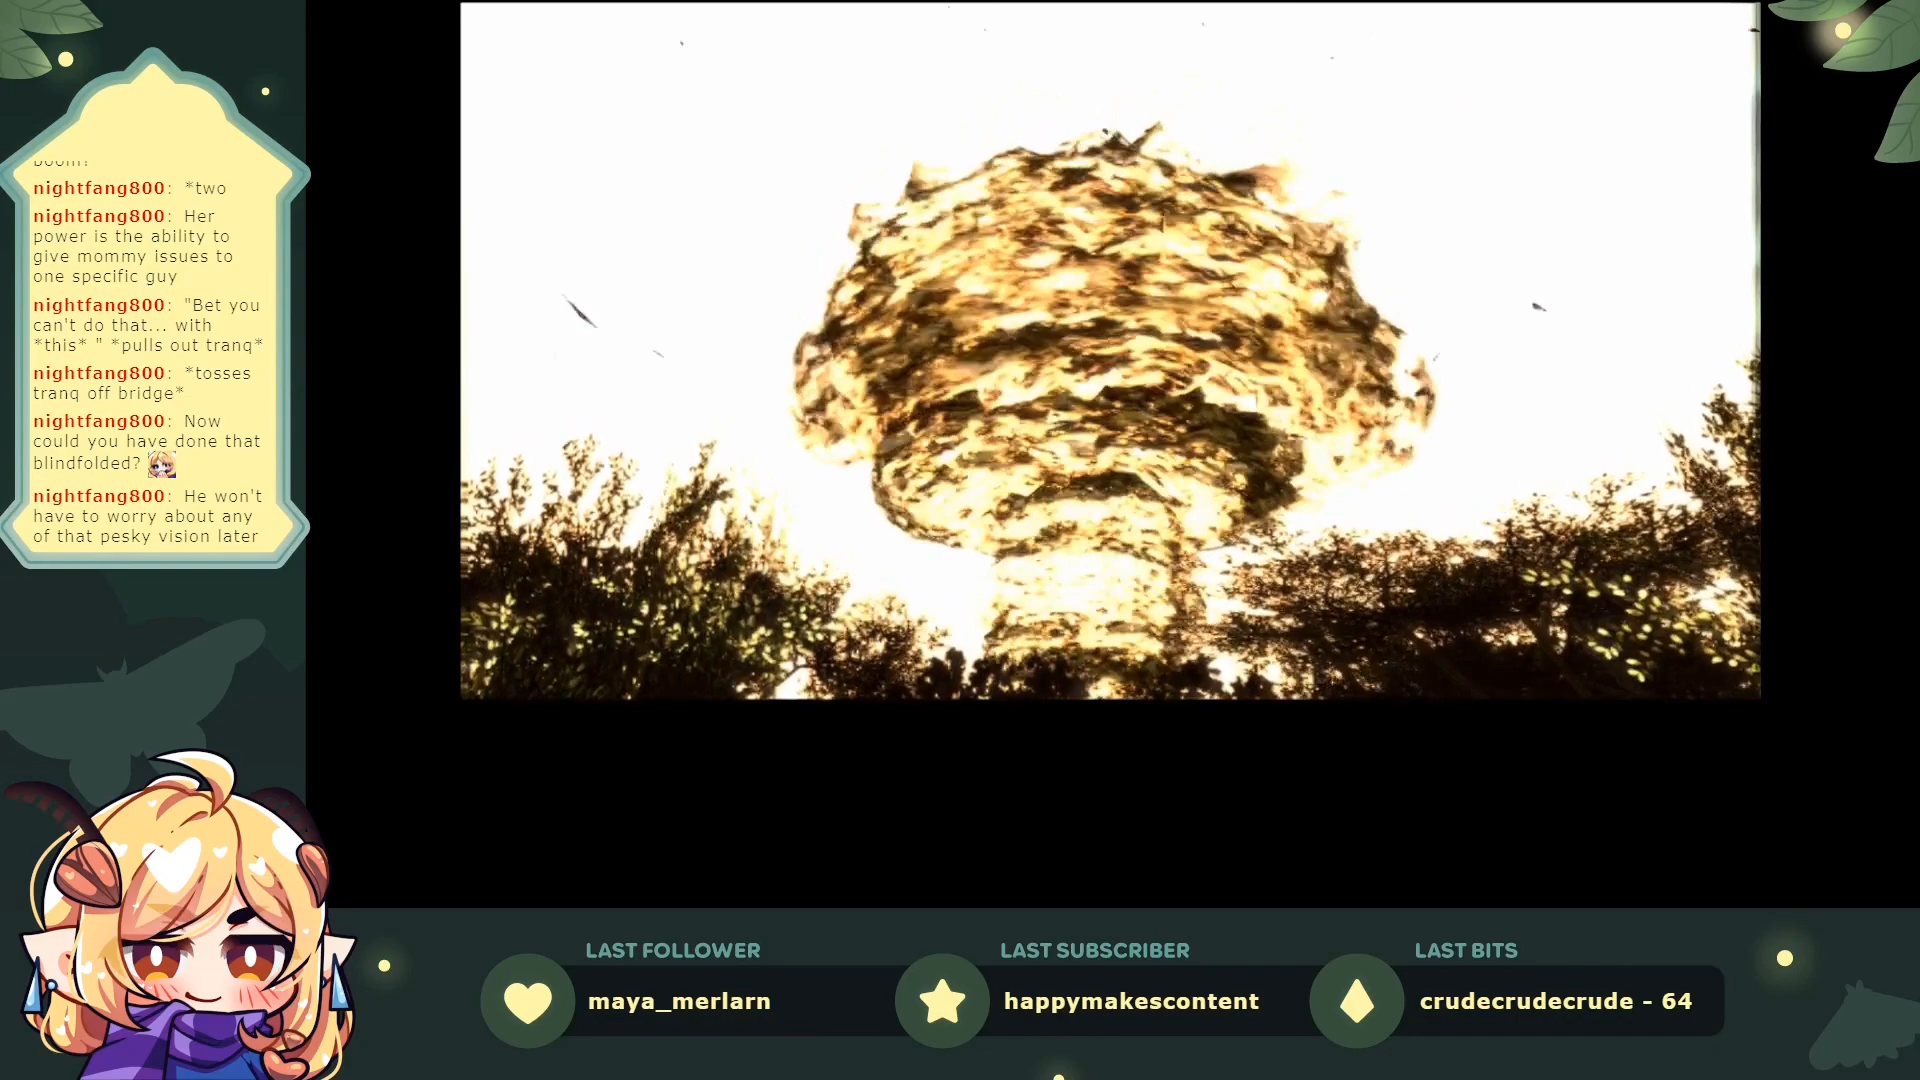 boom!
nightfang800: *two
nightfang800: Her
power is the ability to
give mommy issues to
one specific guy
nightfang800: "Bet you
can't do that... with
*this* " *pulls out tranq*
nightfang800: *tosses
tranq off bridge*
nightfang800: Now
could you have done that
blindfolded?
nightfang800: He won't
have to worry about any
of that pesky vision later
LAST FOLLOWER
maya_merlarn
LAST SUBSCRIBER
happymakescontent
LAST BITS
crudecrudecrude - 64